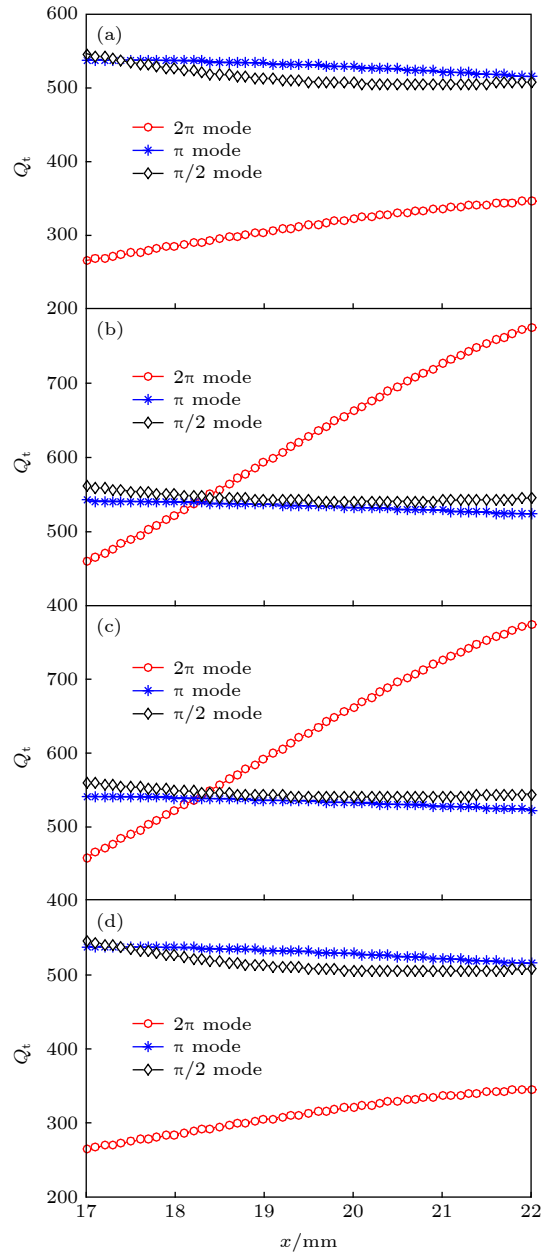 600
(a)
500
2π mode
π mode
π/2 mode
400
Qt
300
200
(b)
700
2π mode
π mode
π/2 mode
600
Qt
500
400
(c)
700
2π mode
π mode
π/2 mode
600
Qt
500
400
(d)
500
400
2π mode
π mode
π/2 mode
Qt
300
200
17 18 19 20 21 22
x/mm